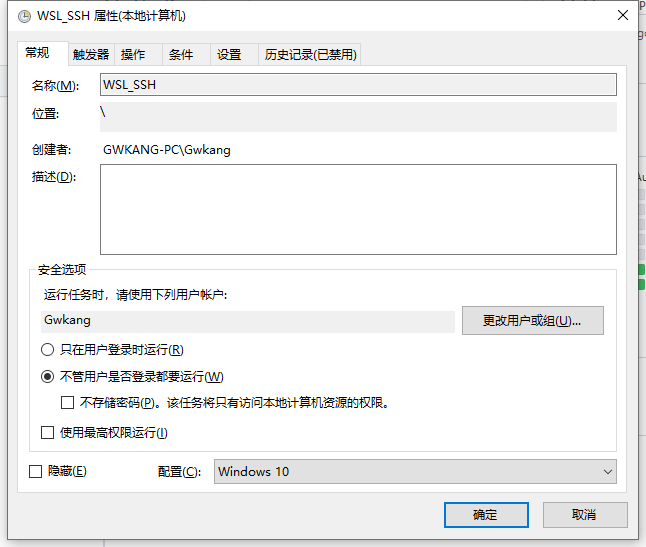 WSL_SSH 属性(本地计算机)
常规 触发器 操作 条件 设置 历史记录(已禁用)
名称(M): WSL_SSH
位置: \
创建者: GWKANG-PC\Gwkang
描述(D):
安全选项
运行任务时，请使用下列用户帐户:
Gwkang 更改用户或组(U)...
只在用户登录时运行(R)
不管用户是否登录都要运行(W)
不存储密码(P)。该任务将只有访问本地计算机资源的权限。
使用最高权限运行(I)
隐藏(E) 配置(C): Windows 10
确定 取消